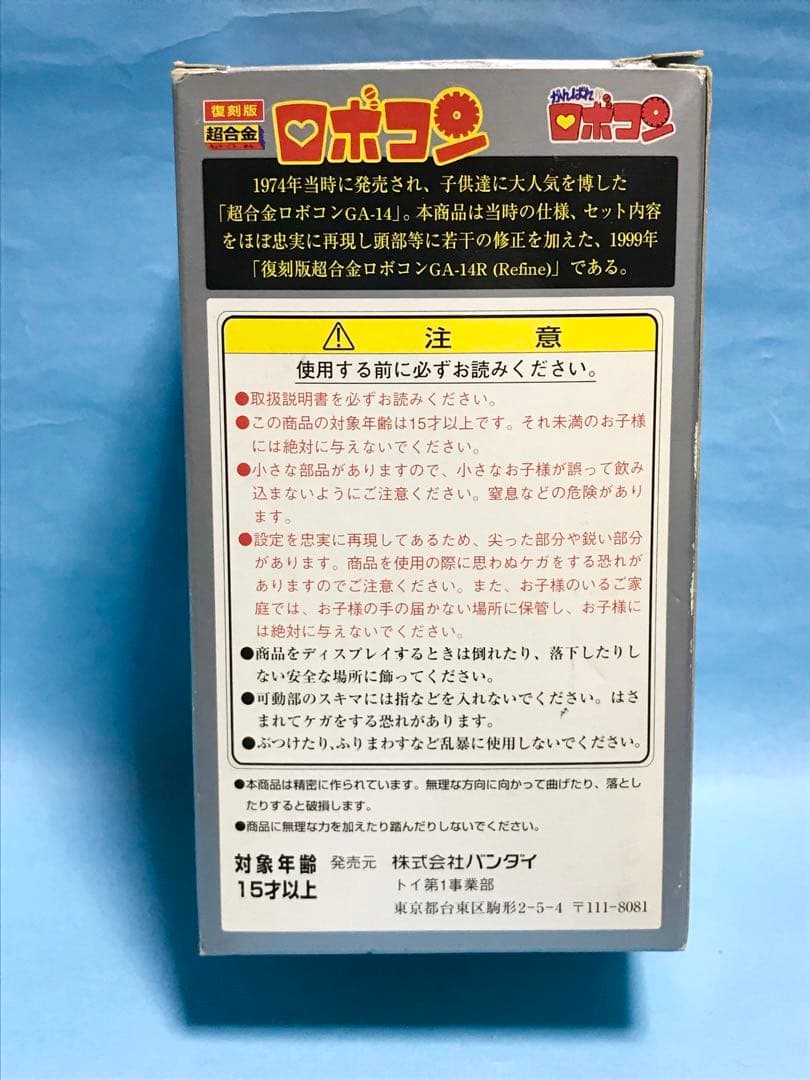 復刻版
超合金
ちょうごうきん
ロボコン
がんばれ!!
ロボコン
1974年当時に発売され、子供達に大人気を博した
「超合金ロボコンGA-14」。本商品は当時の仕様、セット内容
をほぼ忠実に再現し頭部等に若干の修正を加えた、1999年
「復刻版超合金ロボコンGA-14R (Refine)」である。
注意
使用する前に必ずお読みください。
●取扱説明書を必ずお読みください。
●この商品の対象年齢は15才以上です。それ未満のお子様
には絶対に与えないでください。
●小さな部品がありますので、小さなお子様が誤って飲み
込まないようにご注意ください。窒息などの危険があり
ます。
●設定を忠実に再現してあるため、尖った部分や鋭い部分
があります。商品を使用の際に思わぬケガをする恐れが
ありますのでご注意ください。また、お子様のいるご家
庭では、お子様の手の届かない場所に保管し、お子様に
は絶対に与えないでください。
●商品をディスプレイするときは倒れたり、落下したりし
ない安全な場所に飾ってください。
●可動部のスキマには指などを入れないでください。はさ
まれてケガをする恐れがあります。
●ぶつけたり、ふりまわすなど乱暴に使用しないでください。
●本商品は精密に作られています。無理な方向に向かって曲げたり、落とし
たりすると破損します。
●商品に無理な力を加えたり踏んだりしないでください。
対象年齢
15才以上
発売元 株式会社バンダイ
トイ第1事業部
東京都台東区駒形2-5-4 〒111-8081